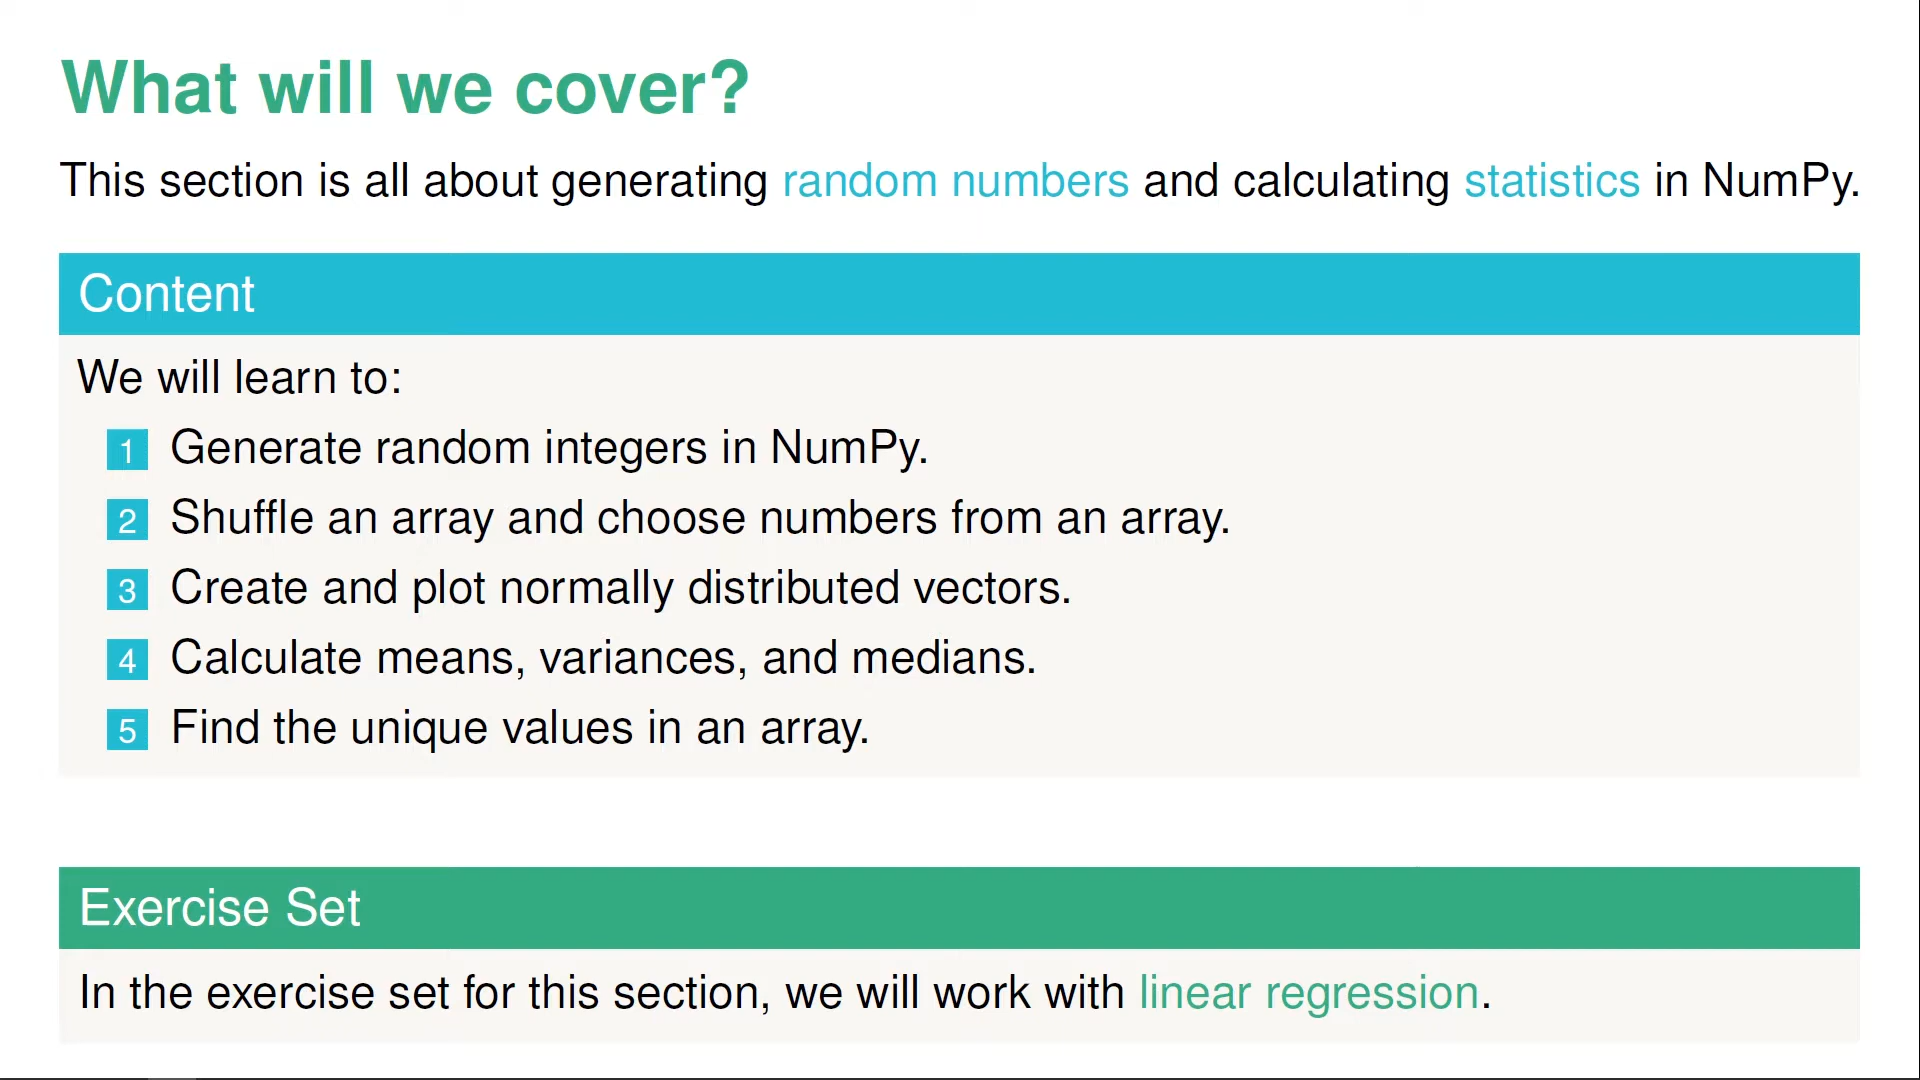 What will we cover?
This section is all about generating random numbers and calculating statistics in NumPy.
Content
We will learn to:
1 Generate random integers in NumPy.
2 Shuffle an array and choose numbers from an array.
3 Create and plot normally distributed vectors.
4 Calculate means, variances, and medians.
5 Find the unique values in an array.
Exercise Set
In the exercise set for this section, we will work with linear regression.